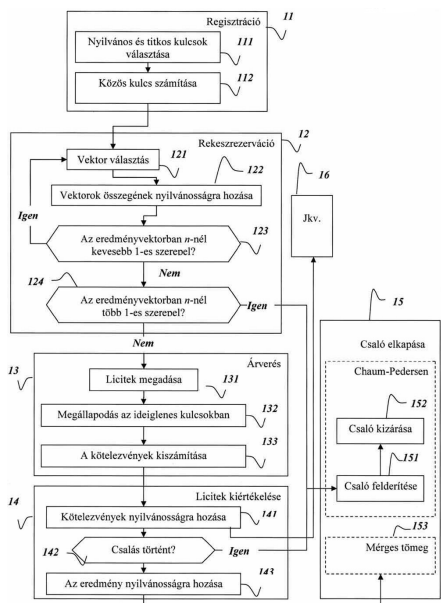 Regisztráció
11
Nyilvános és titkos kulcsok
választása
111
Közös kulcs számítása
112
12
Rekeszrezerváció
Vektor választás
121
122
Vektorok összegének nyilvánosságra hozása
Igen
Az eredményvektorban n-nél
kevesebb 1-es szerepel?
123
Nem
124
Az eredményvektorban n-nél
több 1-es szerepel?
Igen
Nem
16
Jkv.
15
Csaló elkapása
Chaum-Pedersen
152
Csaló kizárása
151
Csaló felderítése
153
Mérges tömeg
13
Árverés
Licitek megadása
131
Megállapodás az ideiglenes kulcsokban
132
133
A kötelezvények kiszámítása
14
Licitek kiértékelése
Kötelezvények nyilvánosságra hozása
141
142
Csalás történt?
Igen
143
Az eredmény nyilvánosságra hozása